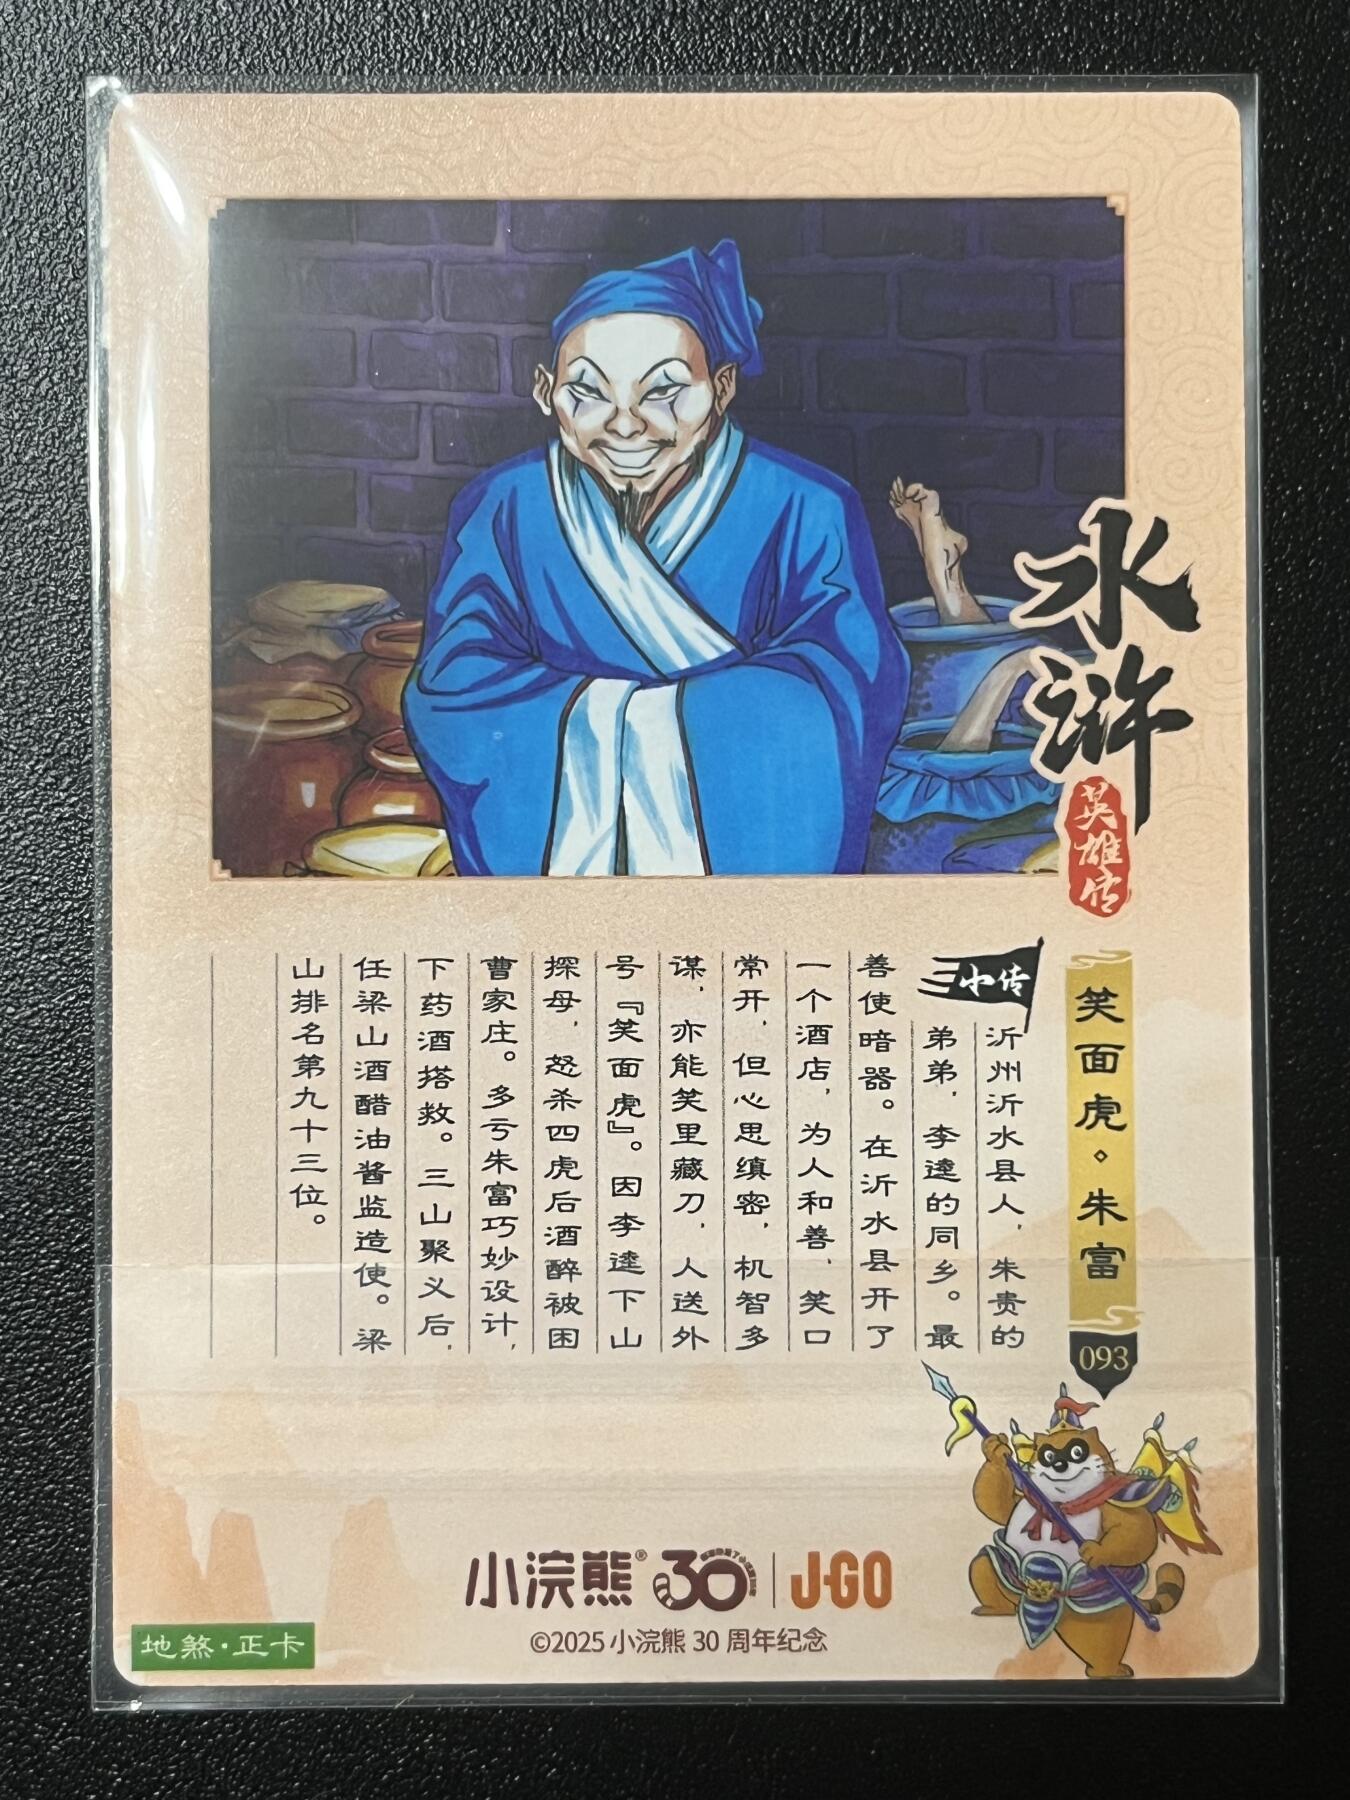 水浒
英雄传
笑面虎·朱富
093
小传
沂州沂水县人，朱贵的
弟弟，李逵的同乡。最
善使暗器。在沂水县开了
一个酒店，为人和善，笑口
常开，但心思缜密，机智多
谋，亦能笑里藏刀，人送外
号『笑面虎』。因李逵下山
探母，怒杀四虎后酒醉被困
曹家庄。多亏朱富巧妙设计，
下药酒搭救。三山聚义后，
任梁山酒醋油酱监造使。梁
山排名第九十三位。
小浣熊® 30 | J-GO
©2025 小浣熊 30 周年纪念
地煞·正卡